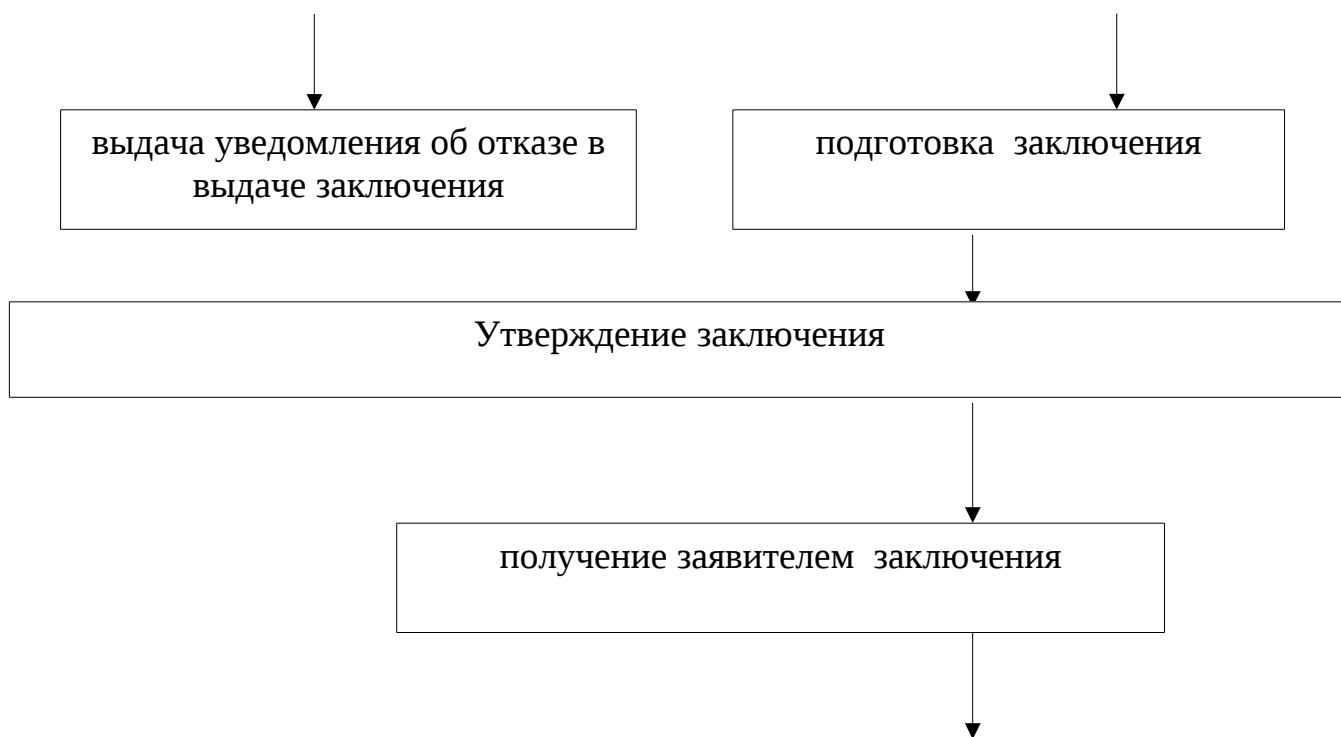 выдача уведомления об отказе в
выдаче заключения
подготовка  заключения
Утверждение заключения
получение заявителем  заключения